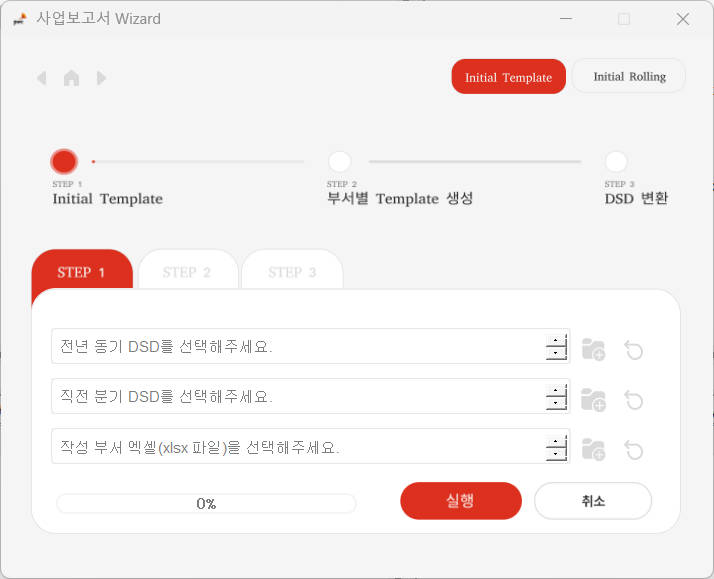 사업보고서 Wizard
Initial Template
Initial Rolling
STEP 1
Initial Template
STEP 2
부서별 Template 생성
STEP 3
DSD 변환
STEP 1
STEP 2
STEP 3
전년 동기 DSD를 선택해주세요.
직전 분기 DSD를 선택해주세요.
작성 부서 엑셀(xlsx 파일)을 선택해주세요.
0%
실행
취소